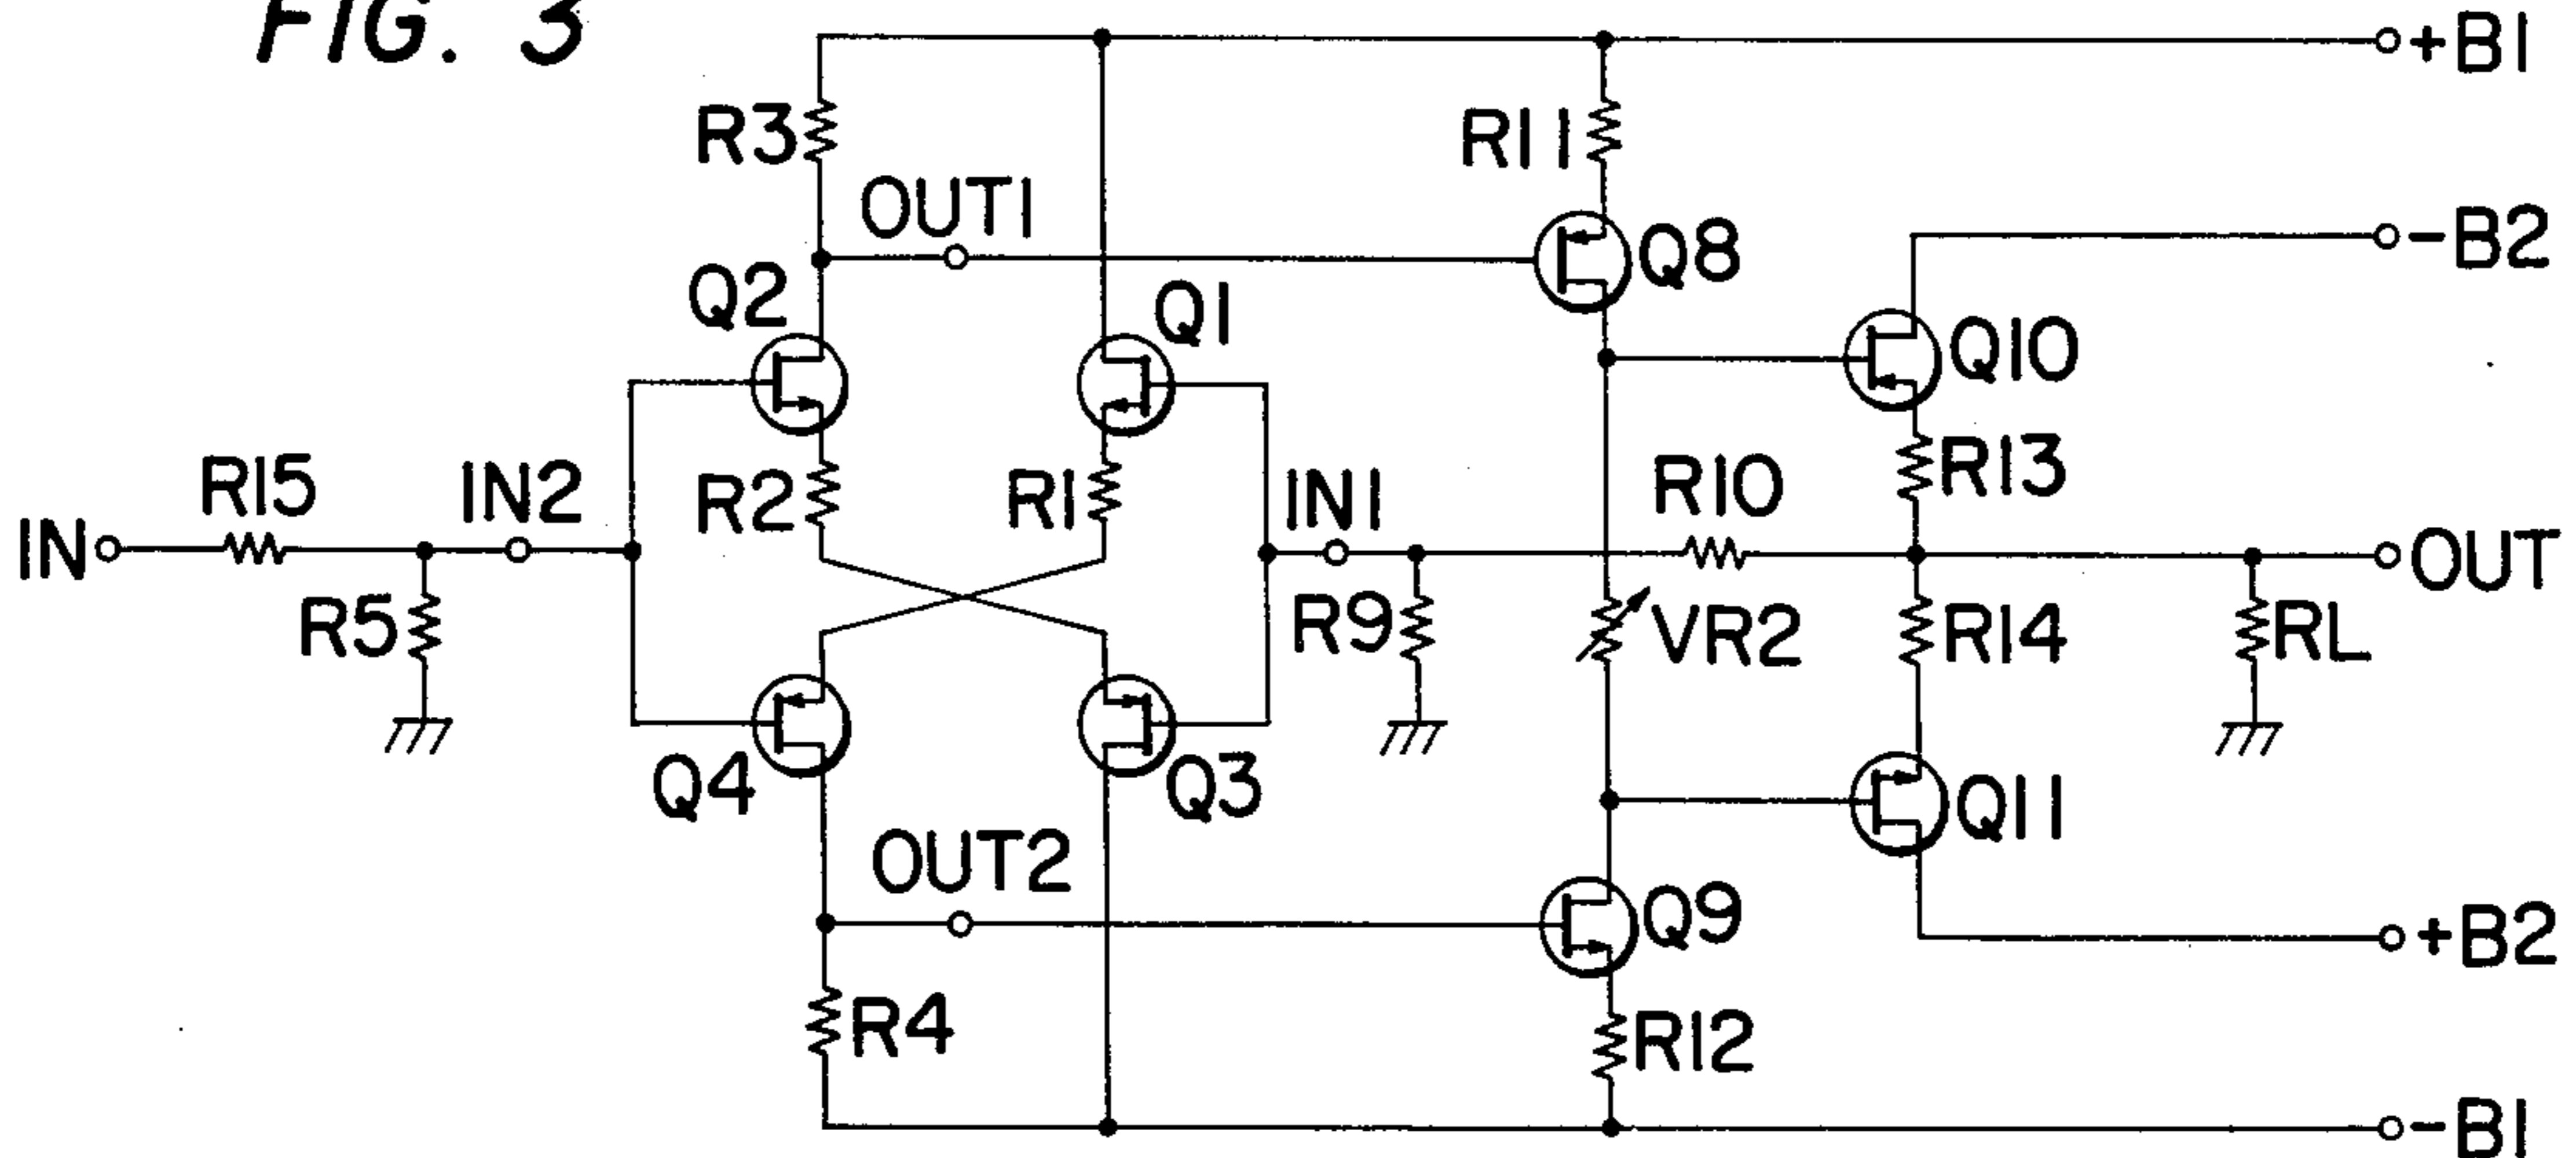 FIG. 3
+B1
R3
R11
OUT1
-B2
Q8
Q2
Q1
Q10
R15
IN2
R2
R1
IN1
R10
R13
IN
OUT
R5
R9
VR2
R14
RL
Q4
Q3
Q11
OUT2
Q9
+B2
R4
R12
-B1